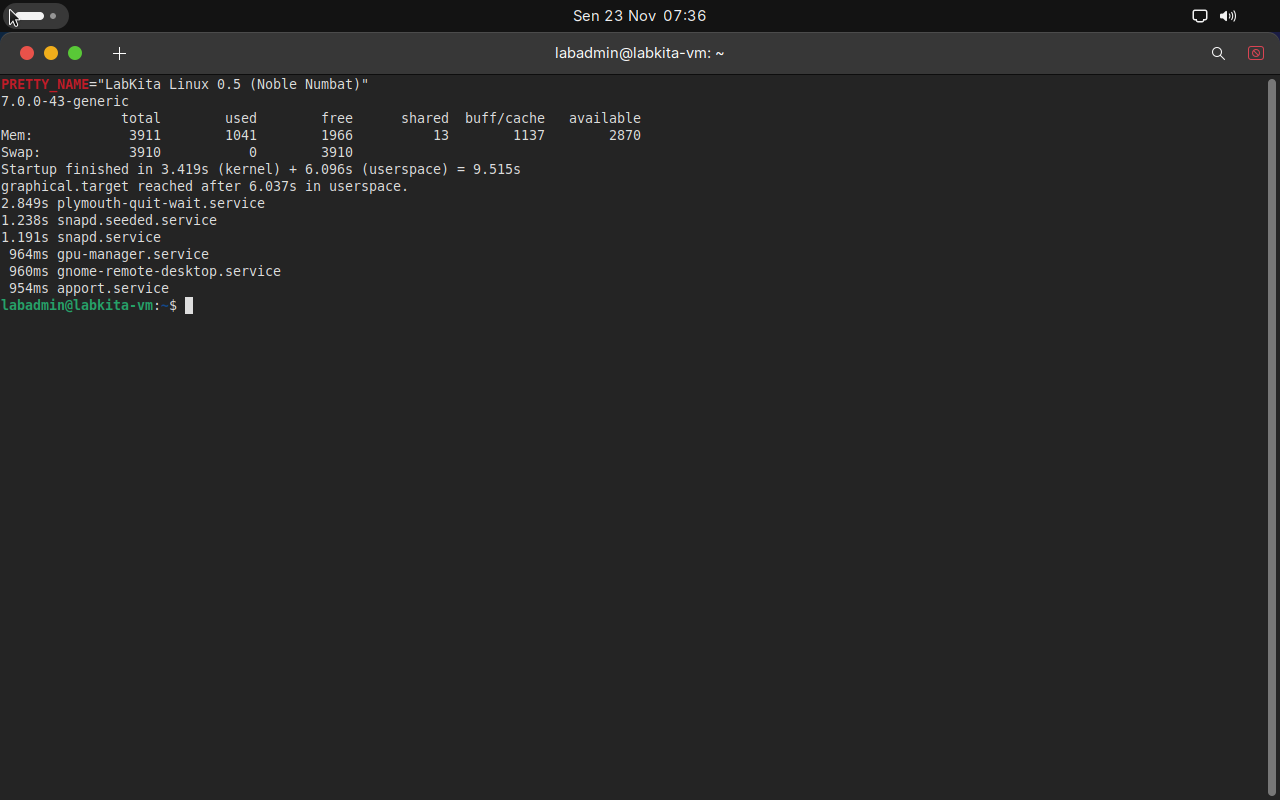 Sen 23 Nov 07:36
labadmin@labkita-vm: ~
PRETTY_NAME="LabKita Linux 0.5 (Noble Numbat)"
7.0.0-43-generic
               total        used        free      shared  buff/cache   available
Mem:            3911        1041        1966          13        1137        2870
Swap:           3910           0        3910
Startup finished in 3.419s (kernel) + 6.096s (userspace) = 9.515s
graphical.target reached after 6.037s in userspace.
2.849s plymouth-quit-wait.service
1.238s snapd.seeded.service
1.191s snapd.service
 964ms gpu-manager.service
 960ms gnome-remote-desktop.service
 954ms apport.service
labadmin@labkita-vm:~$